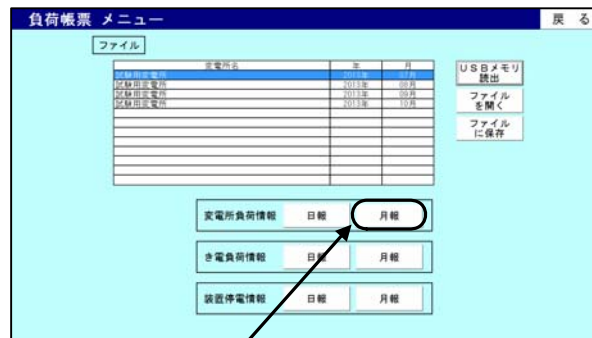 負荷帳票 メニュー
戻 る
ファイル
変電所名 年 月
試験用変電所 2013年 07月
試験用変電所 2013年 08月
試験用変電所 2013年 09月
試験用変電所 2013年 10月
USBメモリ
読出
ファイル
を開く
ファイル
に保存
変電所負荷情報 日報 月報
き電負荷情報 日報 月報
装置停電情報 日報 月報